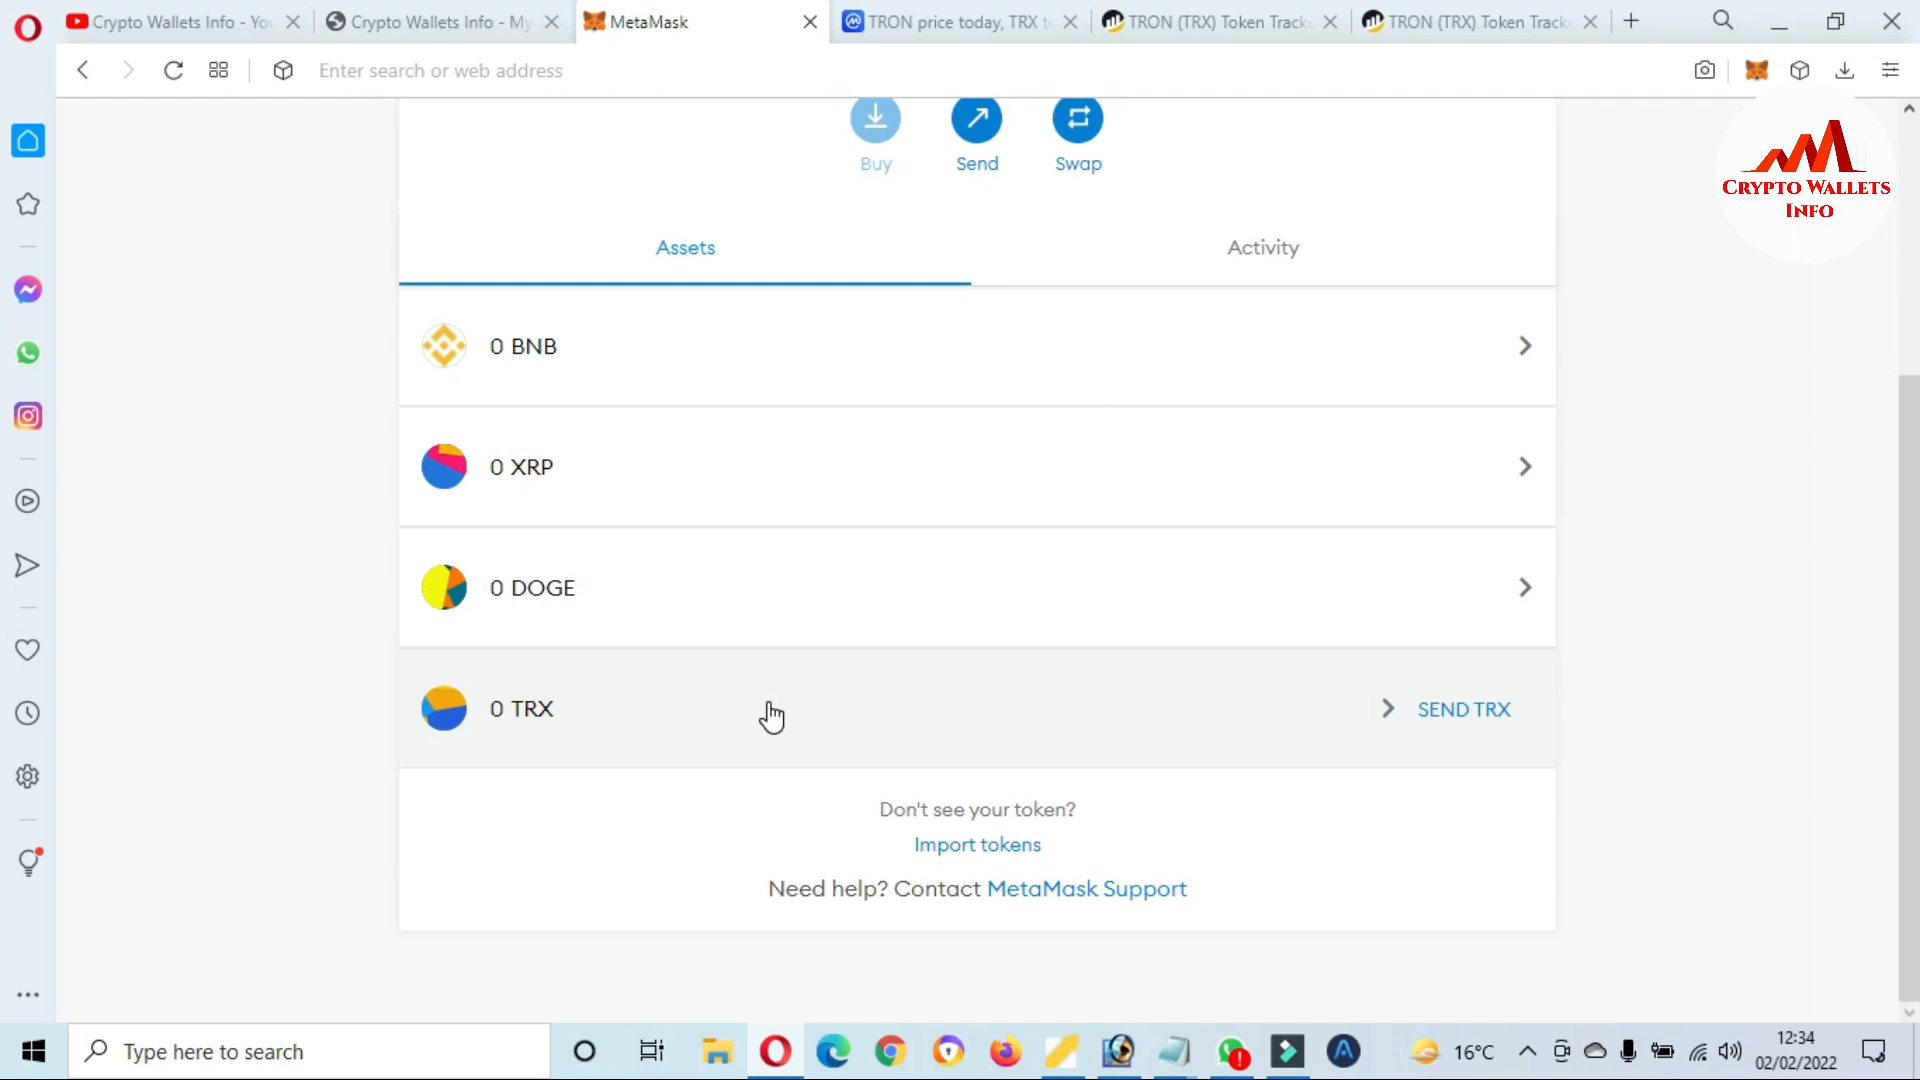 Crypto Wallets Info - You
Crypto Wallets Info - My
MetaMask
TRON price today, TRX t
TRON (TRX) Token Track
TRON (TRX) Token Track
Enter search or web address
CRYPTO WALLETS
INFO
Buy
Send
Swap
Assets
Activity
0 BNB
0 XRP
0 DOGE
0 TRX
SEND TRX
Don't see your token?
Import tokens
Need help? Contact MetaMask Support
Type here to search
16°C
12:34
02/02/2022